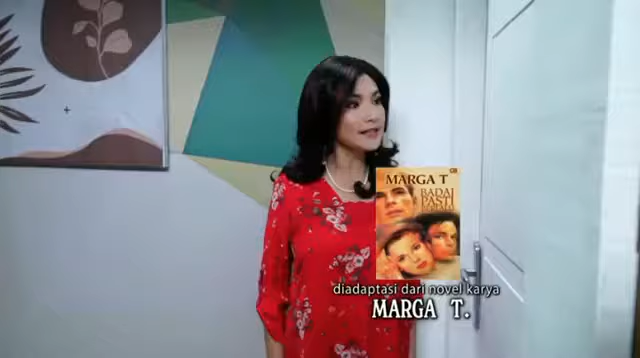 MARGA T
BADAI
PASTI
diadaptasi dari novel karya
MARGA T.